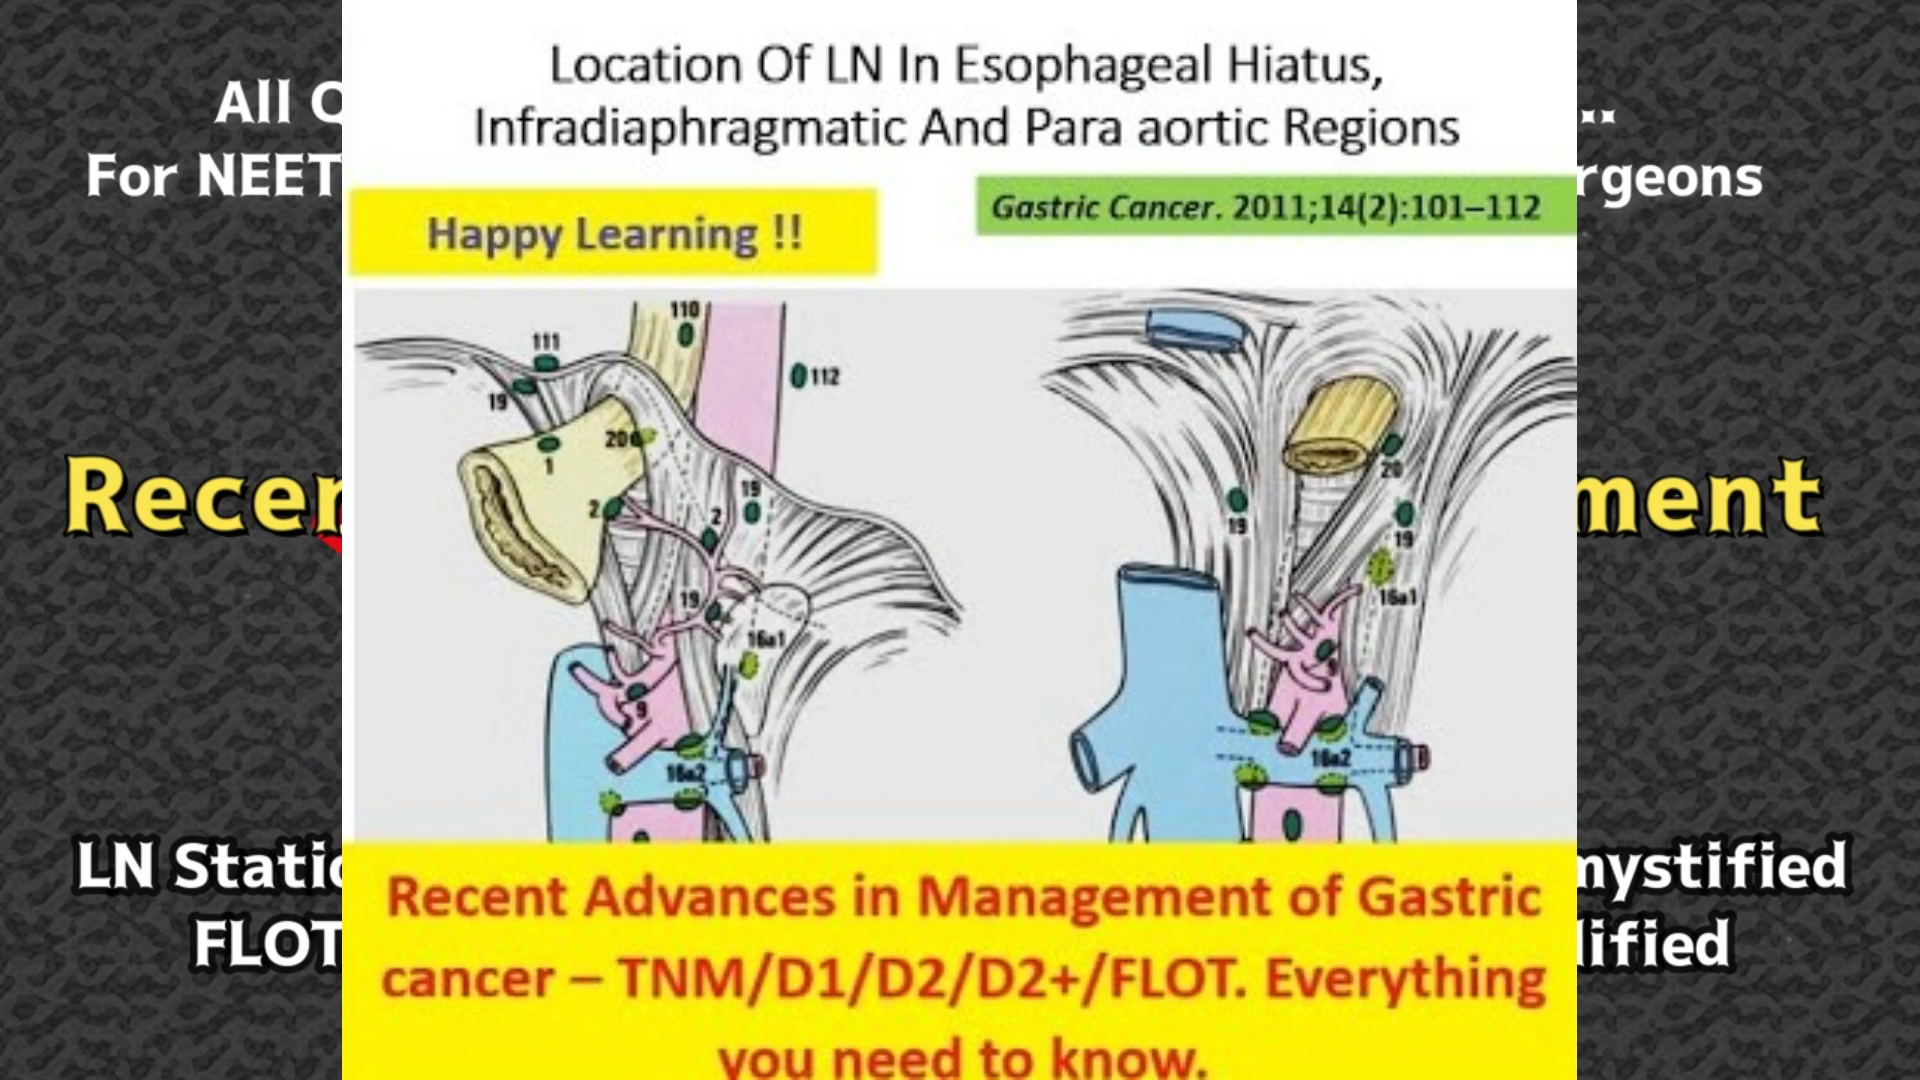 Location Of LN In Esophageal Hiatus,
Infradiaphragmatic And Para aortic Regions
Happy Learning !!
Gastric Cancer. 2011;14(2):101–112
All
For NEET
rgeons
Recen
ment
LN Static
FLOT
mystified
lified
110
111
112
19
20
1
2
2
19
19
16a1
9
16a2
20
19
19
16a1
16a2
Recent Advances in Management of Gastric
cancer – TNM/D1/D2/D2+/FLOT. Everything
you need to know.